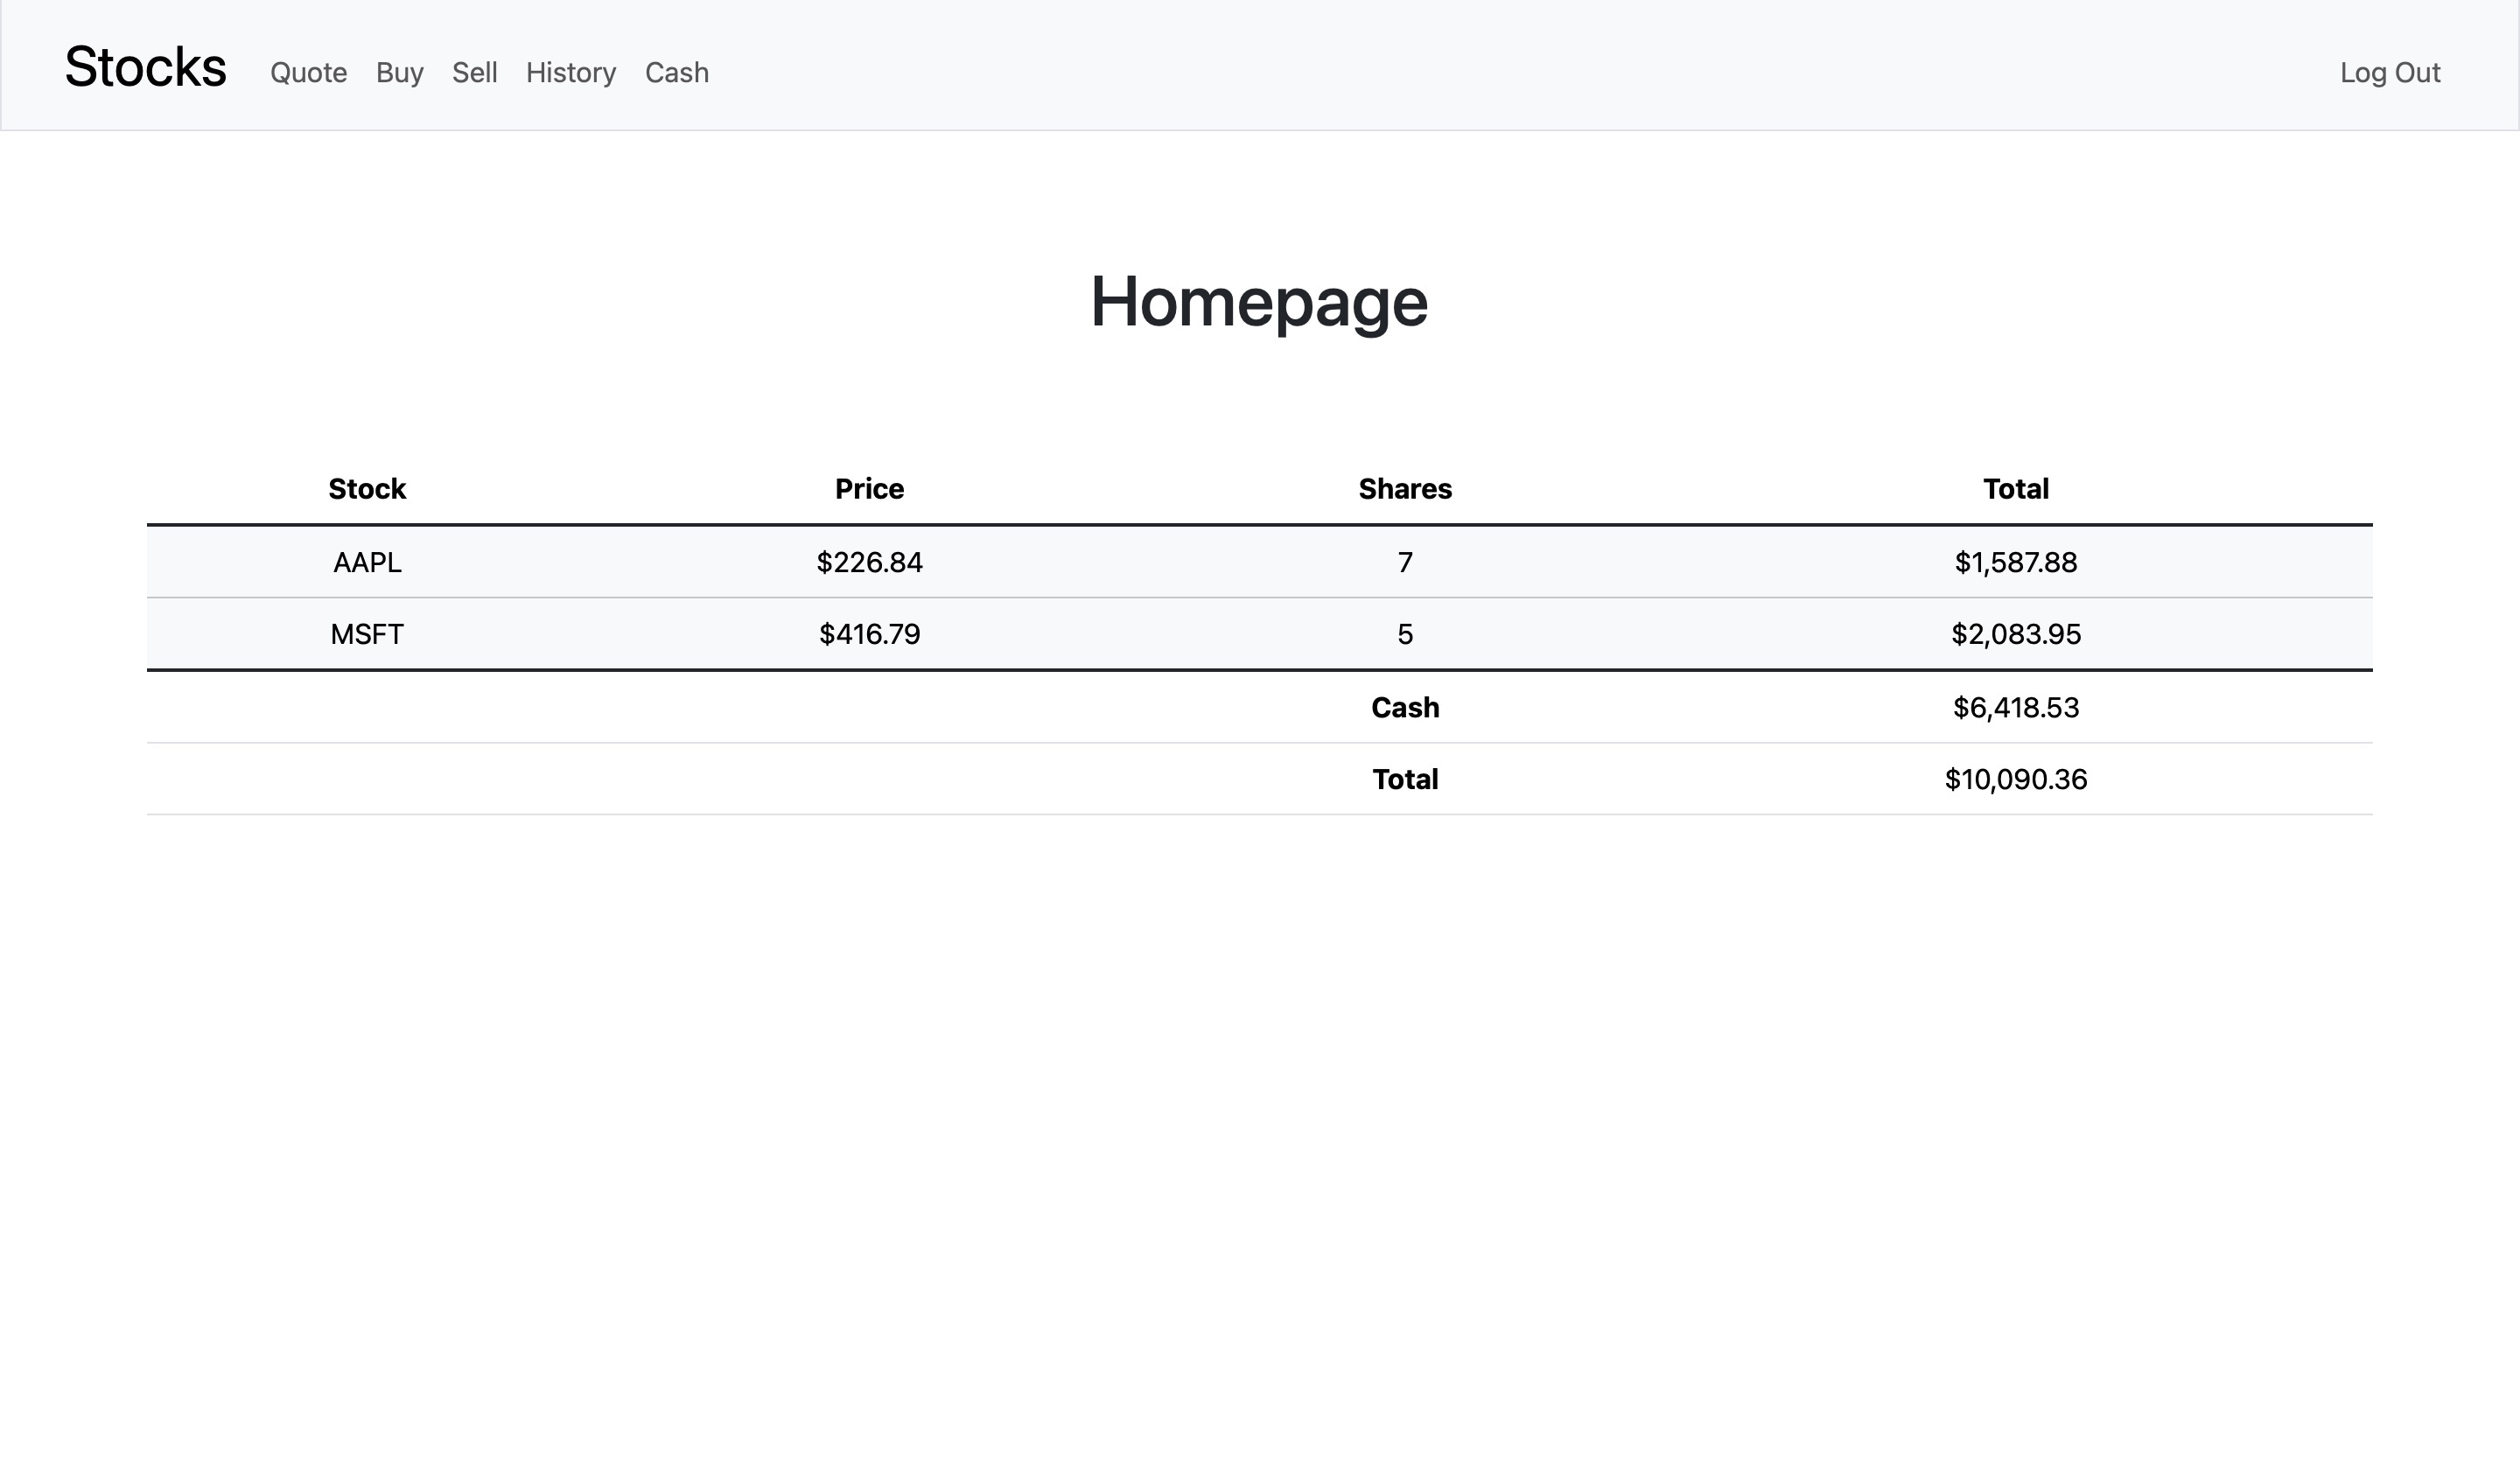 Stocks Quote Buy Sell History Cash Log Out
Homepage
Stock Price Shares Total
AAPL $226.84 7 $1,587.88
MSFT $416.79 5 $2,083.95
Cash $6,418.53
Total $10,090.36